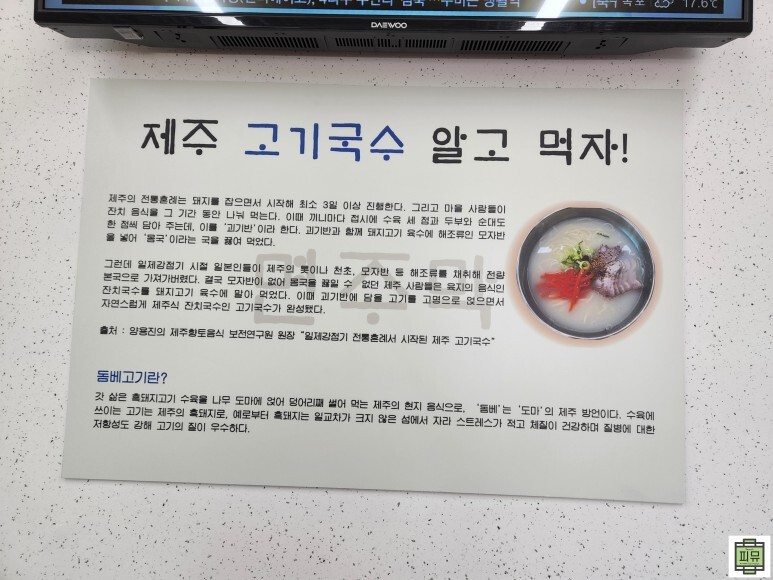 17.6℃
DAEWOO
제주 고기국수 알고 먹자!
제주의 전통혼례는 돼지를 잡으면서 시작해 최소 3일 이상 진행한다. 그리고 마을 사람들이
잔치 음식을 그 기간 동안 나눠 먹는다. 이때 끼니마다 접시에 수육 세 점과 두부와 순대도
한 점씩 담아 주는데, 이를 '괴기반'이라 한다. 괴기반과 함께 돼지고기 육수에 해조류인 모자반
을 넣어 '몸국'이라는 국을 끓여 먹었다.
그런데 일제강점기 시절 일본인들이 제주의 톳이나 천초, 모자반 등 해조류를 채취해 전량
본국으로 가져가버렸다. 결국 모자반이 없어 몸국을 끓일 수 없던 제주 사람들은 육지의 음식인
잔치국수를 돼지고기 육수에 말아 먹었다. 이때 괴기반에 담을 고기를 고명으로 얹으면서
자연스럽게 제주식 잔치국수인 고기국수가 완성됐다.
면주막
출처 : 양용진의 제주향토음식 보전연구원 원장 "일제강점기 전통혼례서 시작된 제주 고기국수"
돔베고기란?
갓 삶은 흑돼지고기 수육을 나무 도마에 얹어 덩어리째 썰어 먹는 제주의 현지 음식으로, '돔베'는 '도마'의 제주 방언이다. 수육에
쓰이는 고기는 제주의 흑돼지로, 예로부터 흑돼지는 일교차가 크지 않은 섬에서 자라 스트레스가 적고 체질이 건강하며 질병에 대한
저항성도 강해 고기의 질이 우수하다.
피뮤